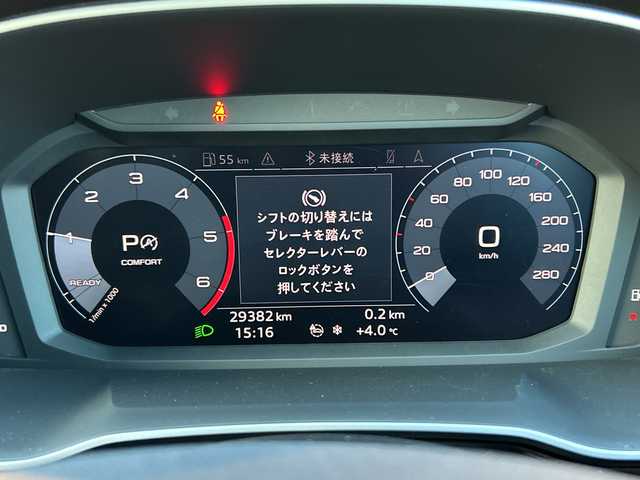 55 km 未接続
1
2
3
4
5
6
P
COMFORT
READY
1/min x 1000
シフトの切り替えには
ブレーキを踏んで
セレクターレバーの
ロックボタンを
押してください
0
20
40
60
80
100
120
160
200
240
280
0
km/h
29382 km 0.2 km
15:16 +4.0 °C